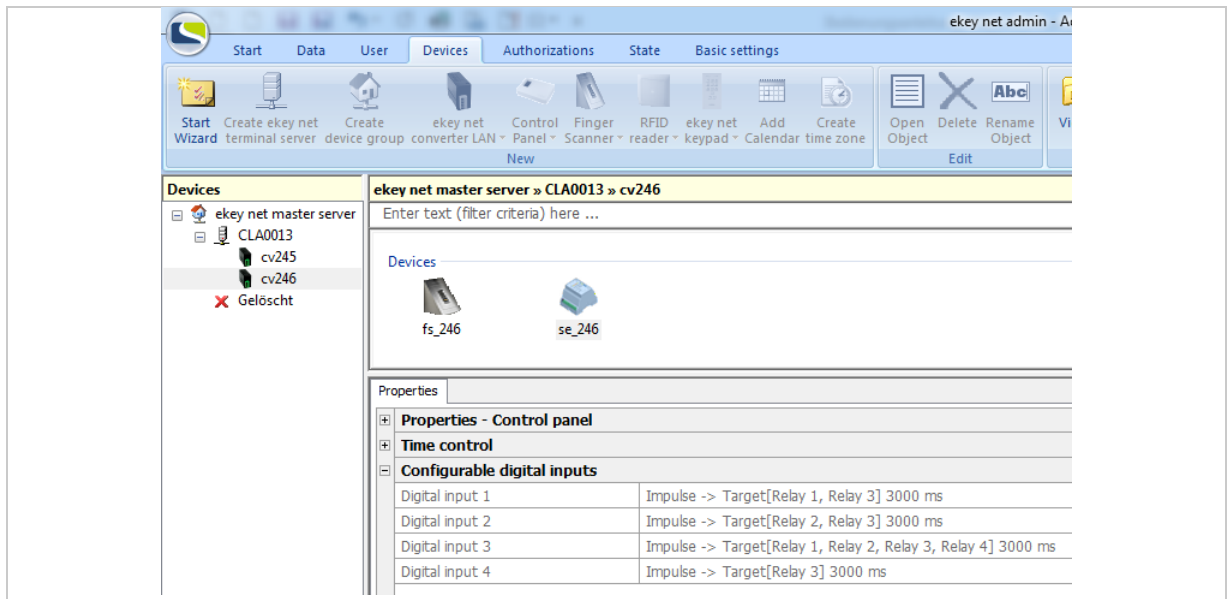 ekey net admin - A
Start Data User Devices Authorizations State Basic settings
Start Wizard Create ekey net terminal server Create device group ekey net converter LAN Control Panel Finger Scanner RFID reader ekey net keypad Add Calendar Create time zone Open Object Delete Abc Rename Object Vi
New Edit
Devices
ekey net master server
CLA0013
cv245
cv246
Gelöscht
ekey net master server » CLA0013 » cv246
Enter text (filter criteria) here ...
Devices
fs_246 se_246
Properties
Properties - Control panel
Time control
Configurable digital inputs
Digital input 1 Impulse -> Target[Relay 1, Relay 3] 3000 ms
Digital input 2 Impulse -> Target[Relay 2, Relay 3] 3000 ms
Digital input 3 Impulse -> Target[Relay 1, Relay 2, Relay 3, Relay 4] 3000 ms
Digital input 4 Impulse -> Target[Relay 3] 3000 ms